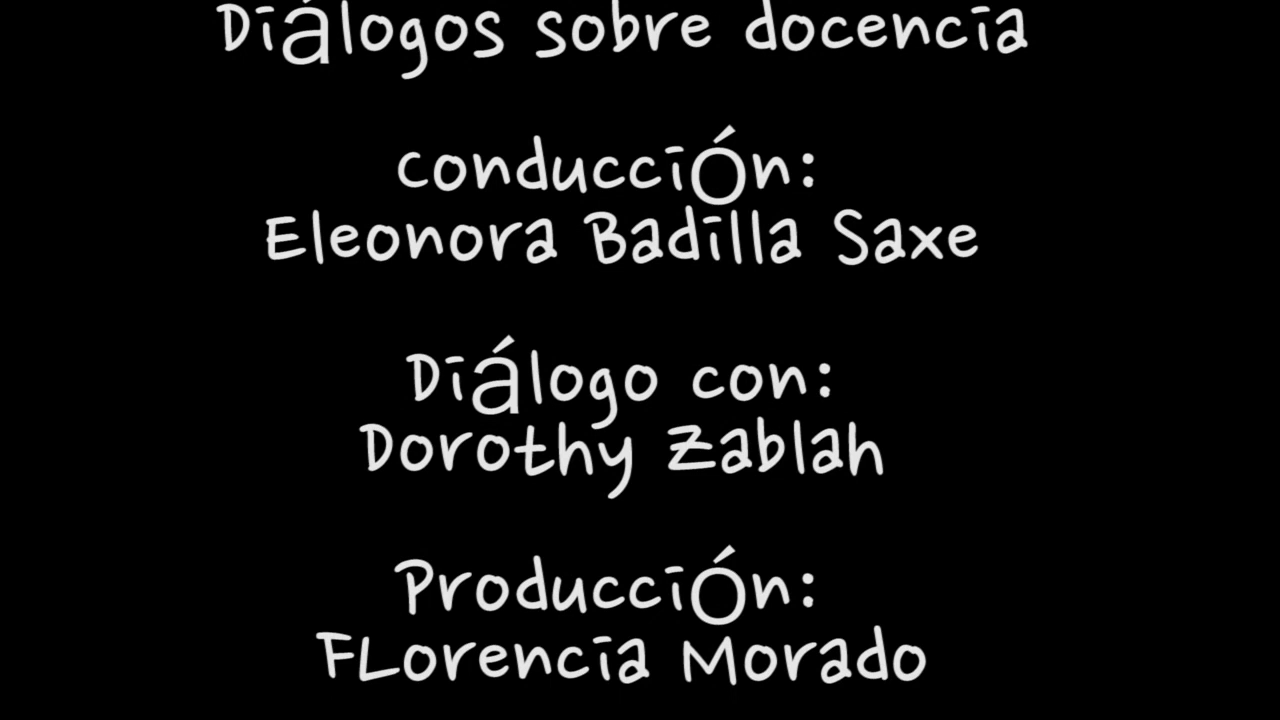 Diálogos sobre docencia
conducción:
Eleonora Badilla Saxe
Diálogo con:
Dorothy Zablah
Producción:
FLorencia Morado